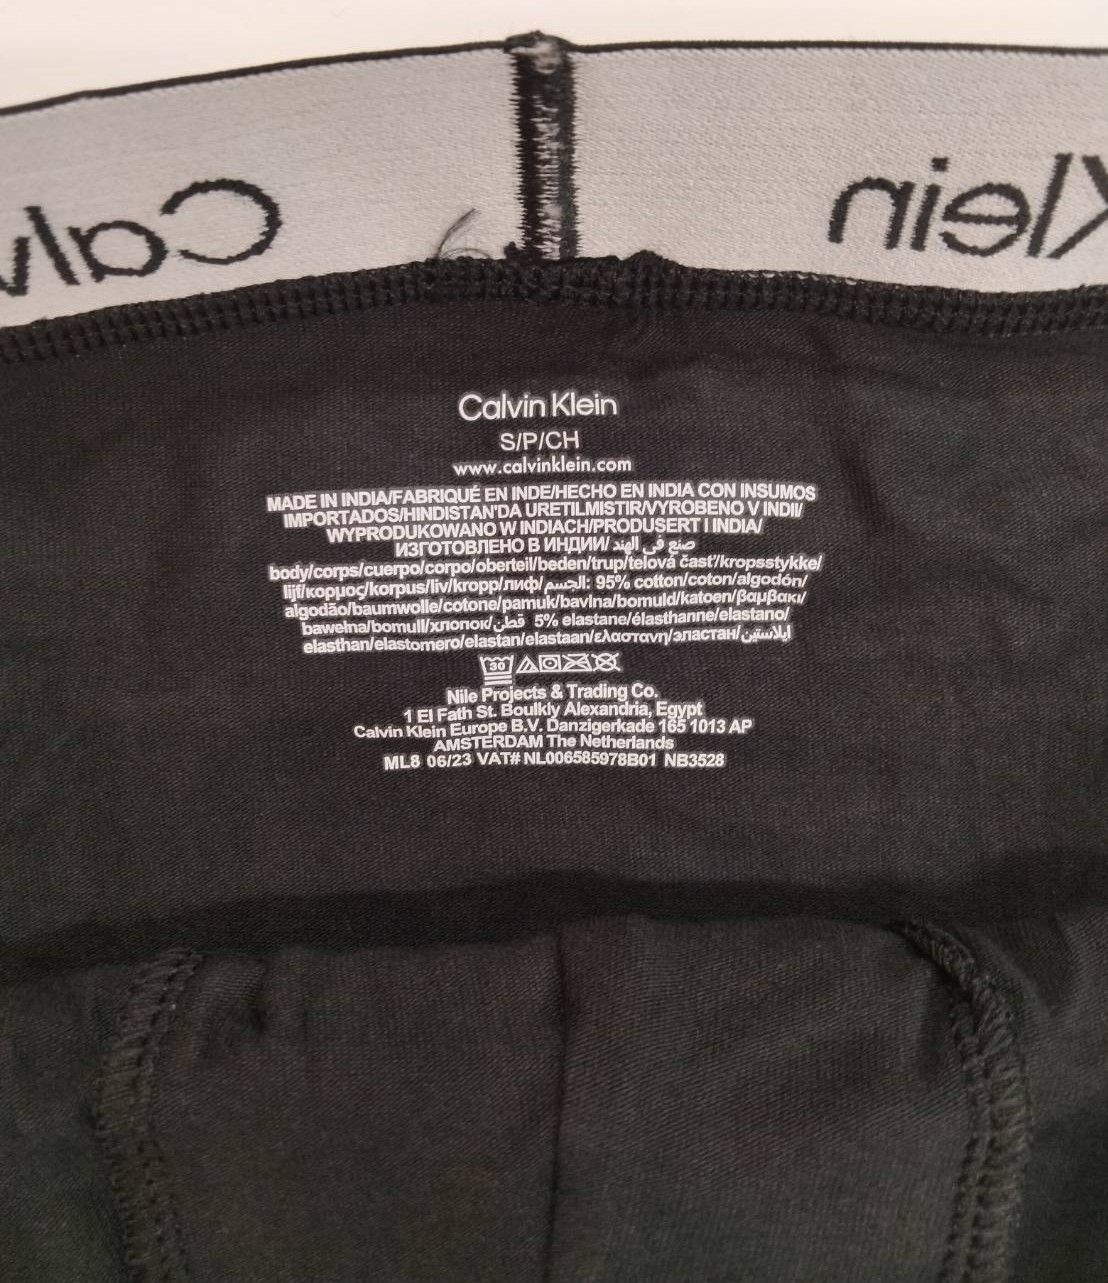 Calv
Klein
Calvin Klein
S/P/CH
www.calvinklein.com
MADE IN INDIA/FABRIQUÉ EN INDE/HECHO EN INDIA CON INSUMOS
IMPORTADOS/HINDISTAN'DA URETILMISTIR/VYROBENO V INDII/
WYPRODUKOWANO W INDIACH/PRODUSERT I INDIA/
ИЗГОТОВЛЕНО В ИНДИИ/ صنع في الهند
body/corps/cuerpo/corpo/oberteil/beden/trup/telová časť/kropsstykke/
lijf/κορμος/korpus/liv/kropp/лиф/الجسم: 95% cotton/coton/algodón/
algodão/baumwolle/cotone/pamuk/bavlna/bomuld/katoen/βαμβακι/
bawełna/bomull/хлопок/قطن 5% elastane/élasthanne/elastano/
elasthan/elastomero/elastan/elastaan/ελαστανη/эластан/ايلاستين
30
Nile Projects & Trading Co.
1 El Fath St. Boulkly Alexandria, Egypt
Calvin Klein Europe B.V. Danzigerkade 165 1013 AP
AMSTERDAM The Netherlands
ML8 06/23 VAT# NL006585978B01 NB3528